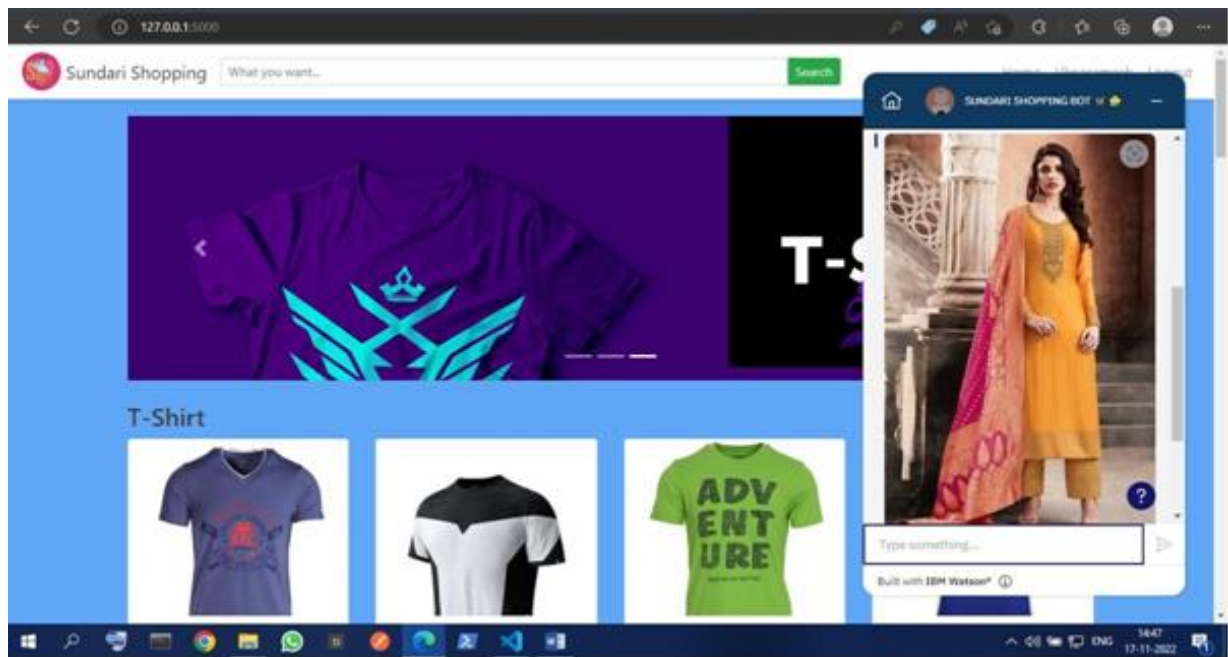 127.0.0.1:5000
Sundari Shopping
What you want...
Search
SUNDARI SHOPPING BOT
T-S
T-Shirt
ADV
ENT
URE
?
Type something...
Built with IBM Watson®
ENG
14:47
17-11-2022